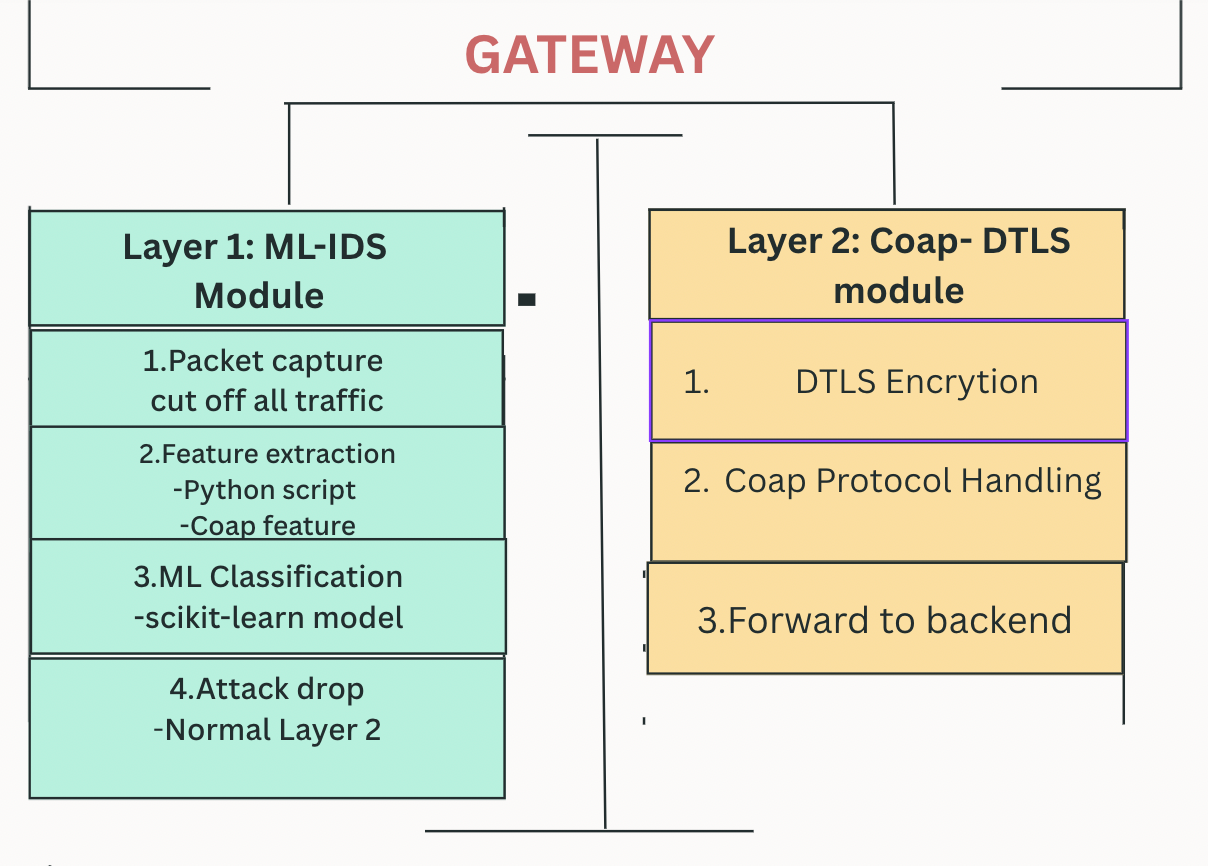 GATEWAY
Layer 1: ML-IDS
Module
1.Packet capture
cut off all traffic
2.Feature extraction
-Python script
-Coap feature
3.ML Classification
-scikit-learn model
4.Attack drop
-Normal Layer 2
Layer 2: Coap- DTLS
module
1. DTLS Encrytion
2. Coap Protocol Handling
3.Forward to backend